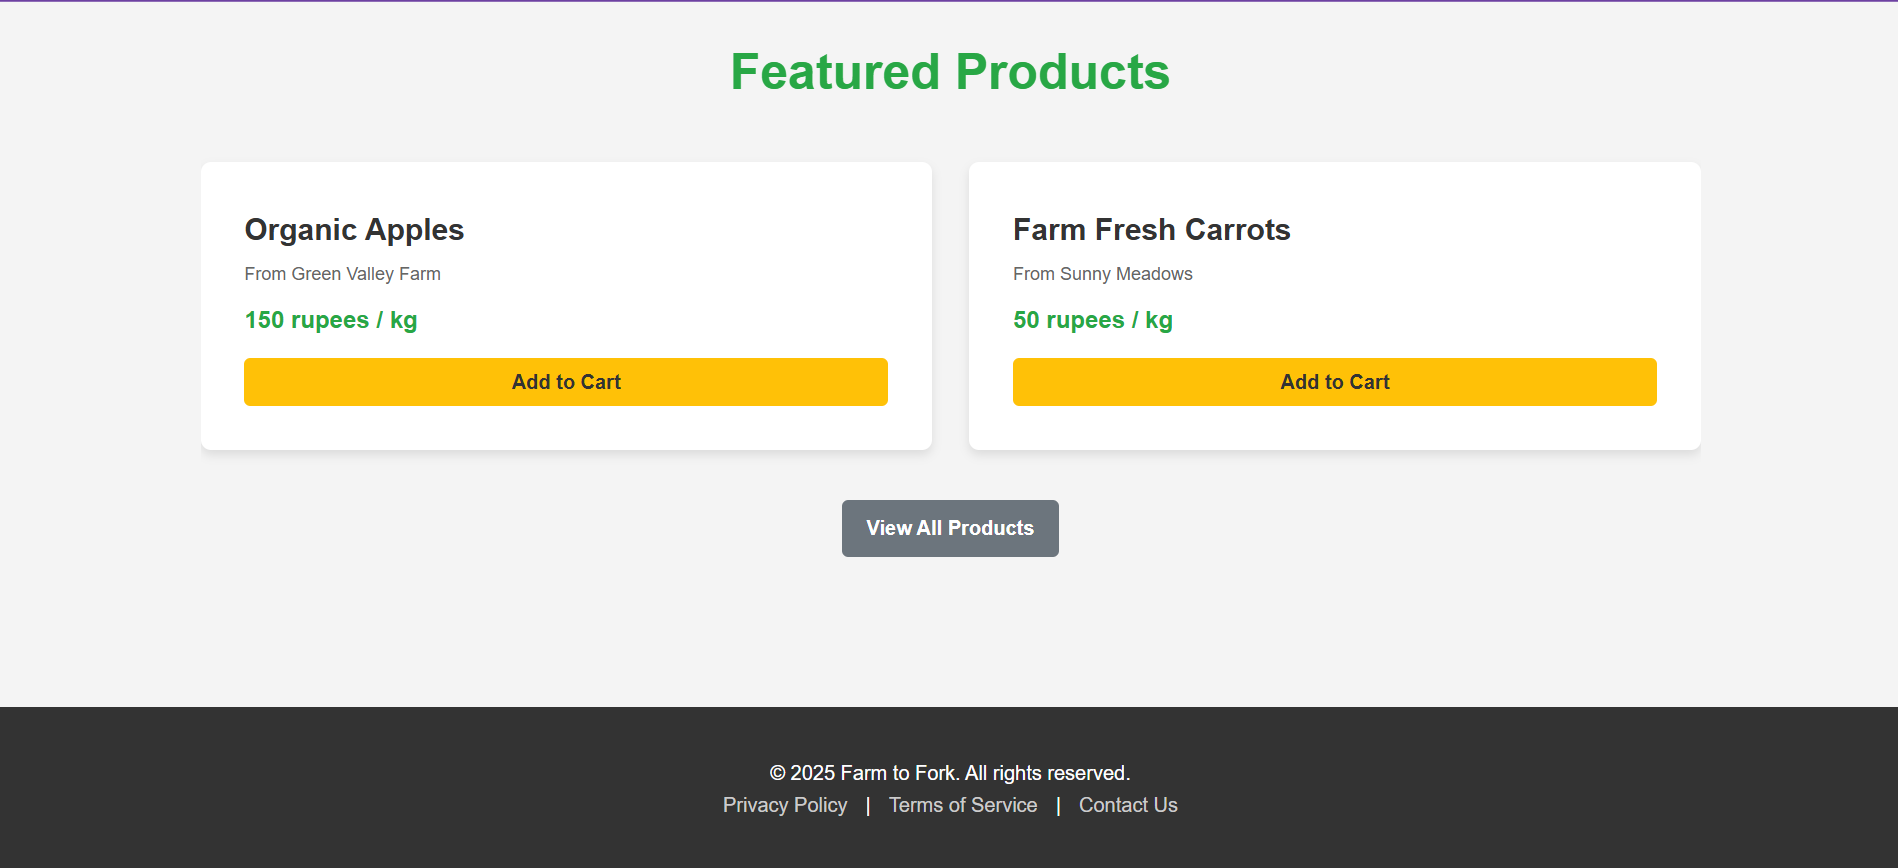 Featured Products
Organic Apples
From Green Valley Farm
150 rupees / kg
Add to Cart
Farm Fresh Carrots
From Sunny Meadows
50 rupees / kg
Add to Cart
View All Products
© 2025 Farm to Fork. All rights reserved.
Privacy Policy | Terms of Service | Contact Us